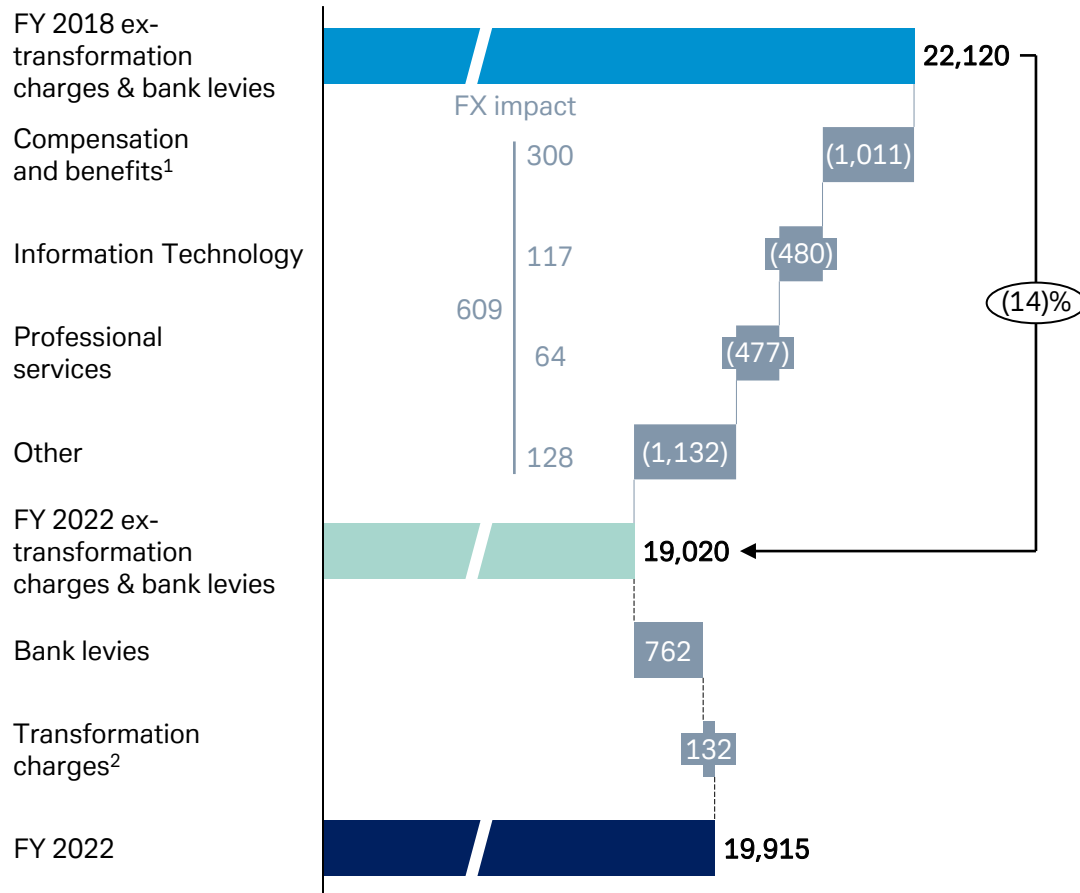 FY 2018 ex-
transformation
charges & bank levies
22,120
FX impact
Compensation
and benefits¹
300
(1,011)
Information Technology
117
(480)
609
(14)%
Professional
services
64
(477)
Other
128
(1,132)
FY 2022 ex-
transformation
charges & bank levies
19,020
Bank levies
762
Transformation
charges²
132
FY 2022
19,915